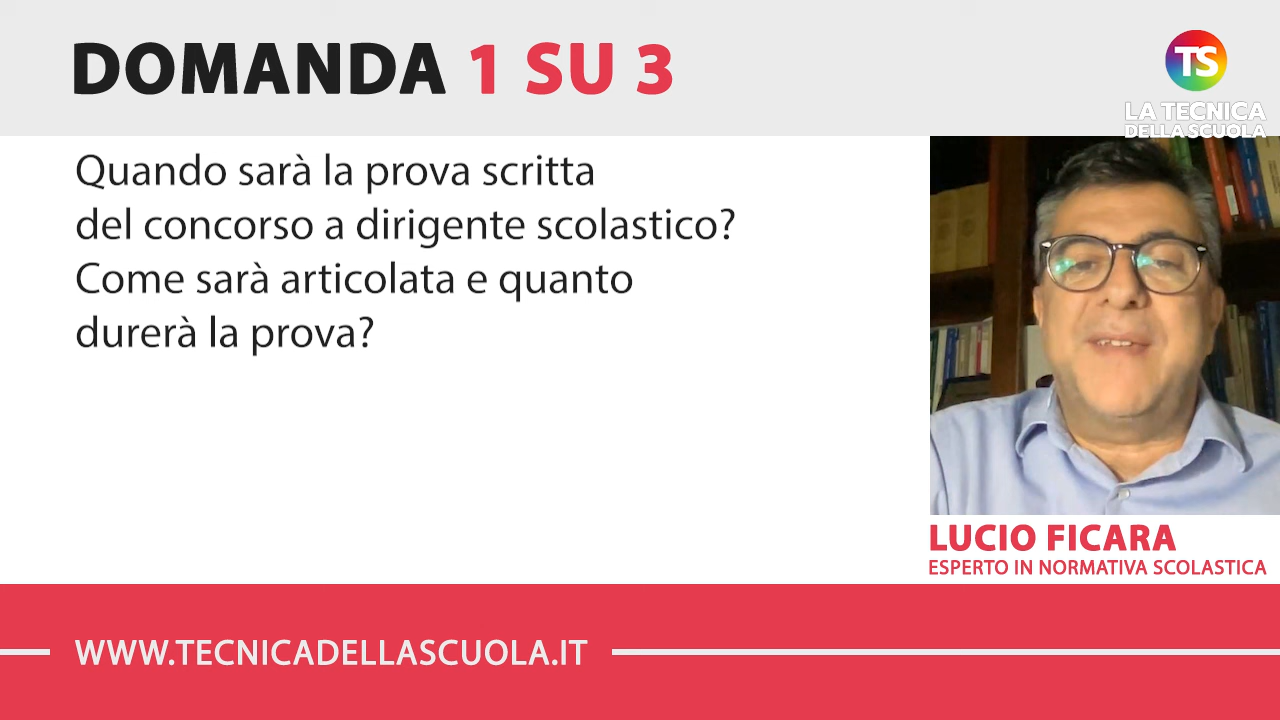 DOMANDA 1 SU 3
TS
LA TECNICA
DELLA SCUOLA
Quando sarà la prova scritta
del concorso a dirigente scolastico?
Come sarà articolata e quanto
durerà la prova?
LUCIO FICARA
ESPERTO IN NORMATIVA SCOLASTICA
WWW.TECNICADELLASCUOLA.IT